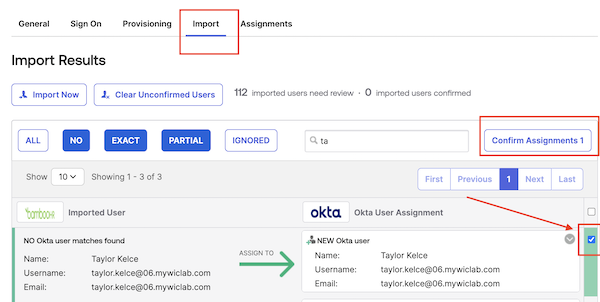 General Sign On Provisioning Import Assignments
Import Results
Import Now Clear Unconfirmed Users 112 imported users need review · 0 imported users confirmed
ALL NO EXACT PARTIAL IGNORED ta Confirm Assignments 1
Show 10 Showing 1 - 3 of 3 First Previous 1 Next Last
bambooHR Imported User okta Okta User Assignment
NO Okta user matches found NEW Okta user
Name: Taylor Kelce ASSIGN TO Name: Taylor Kelce
Username: taylor.kelce@06.mywiclab.com Username: taylor.kelce@06.mywiclab.com
Email: taylor.kelce@06.mywiclab.com Email: taylor.kelce@06.mywiclab.com